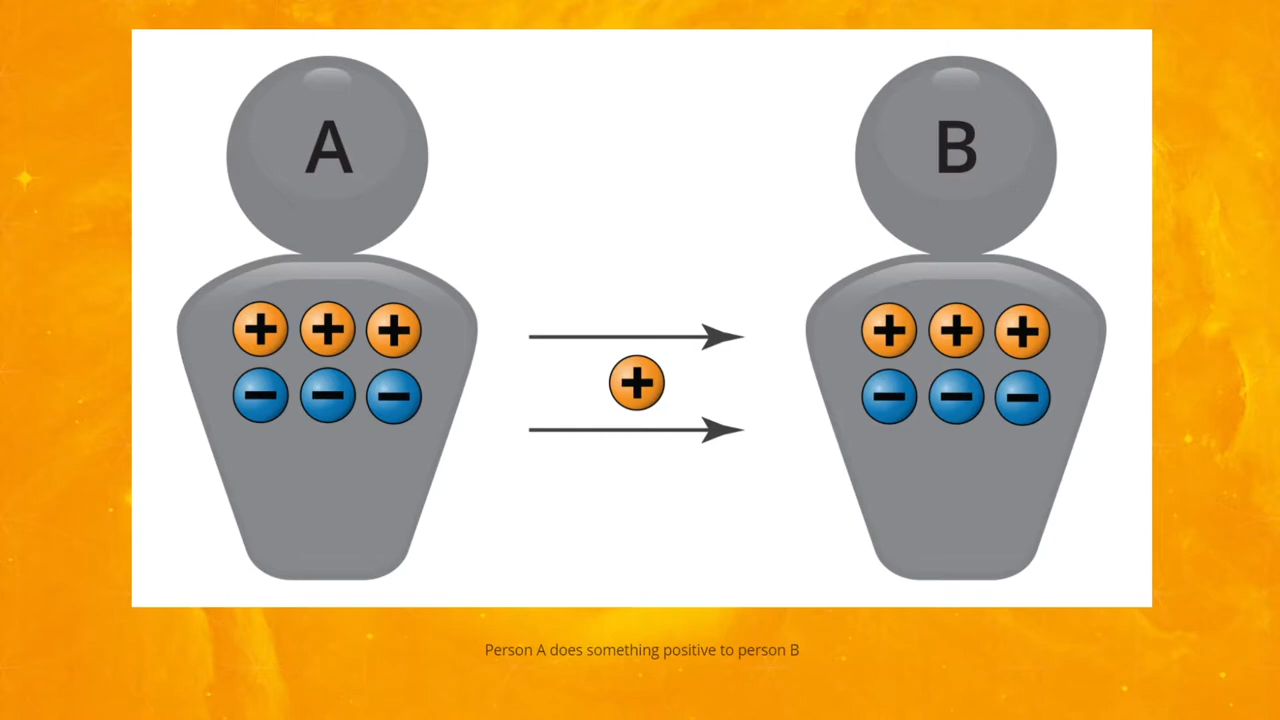 A
B
+ + +
+ + +
- - -
- - -
+
Person A does something positive to person B